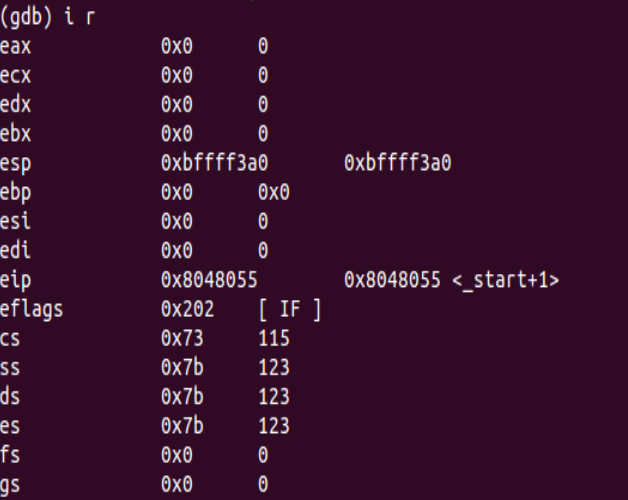 (gdb) i r
eax 0x0 0
ecx 0x0 0
edx 0x0 0
ebx 0x0 0
esp 0xbffff3a0 0xbffff3a0
ebp 0x0 0x0
esi 0x0 0
edi 0x0 0
eip 0x8048055 0x8048055 <_start+1>
eflags 0x202 [ IF ]
cs 0x73 115
ss 0x7b 123
ds 0x7b 123
es 0x7b 123
fs 0x0 0
gs 0x0 0